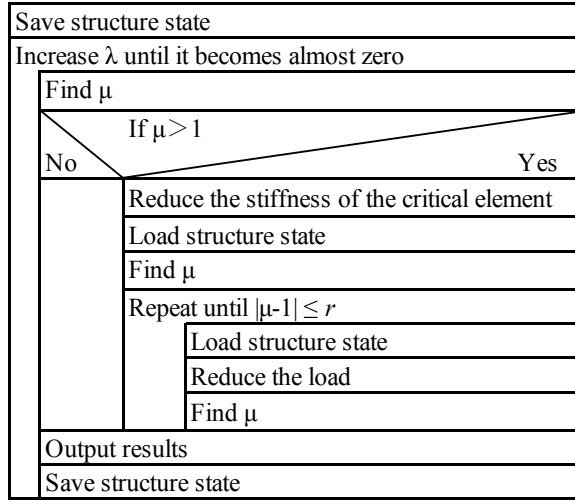 Save structure state
Increase λ until it becomes almost zero
Find μ
If μ＞1
No
Yes
Reduce the stiffness of the critical element
Load structure state
Find μ
Repeat until |μ-1| ≤ r
Load structure state
Reduce the load
Find μ
Output results
Save structure state